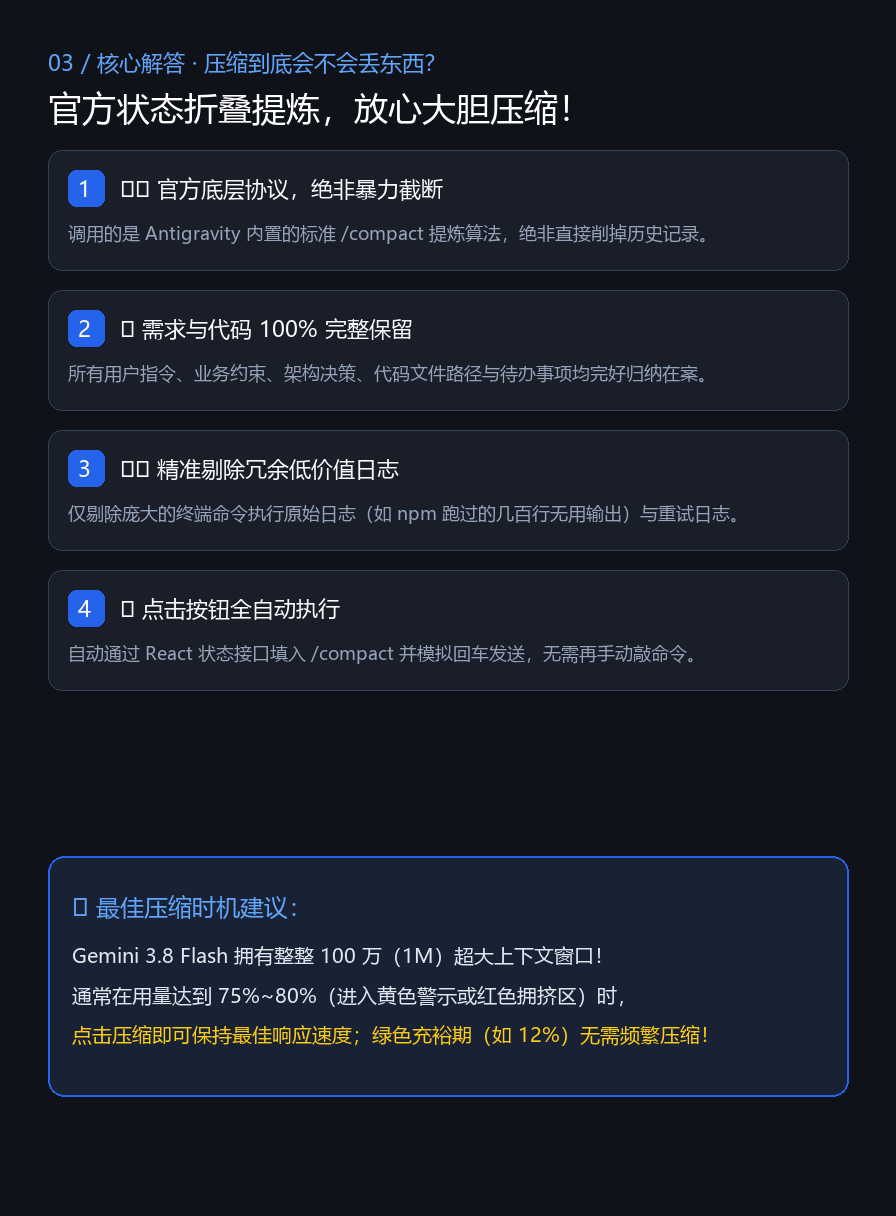 03 / 核心解答 · 压缩到底会不会丢东西?
官方状态折叠提炼，放心大胆压缩！
1 官方底层协议，绝非暴力截断
调用的是 Antigravity 内置的标准 /compact 提炼算法，绝非直接削掉历史记录。
2 需求与代码 100% 完整保留
所有用户指令、业务约束、架构决策、代码文件路径与待办事项均完好归纳在案。
3 精准剔除冗余低价值日志
仅剔除庞大的终端命令执行原始日志（如 npm 跑过的几百行无用输出）与重试日志。
4 点击按钮全自动执行
自动通过 React 状态接口填入 /compact 并模拟回车发送，无需再手动敲命令。
最佳压缩时机建议：
Gemini 3.8 Flash 拥有整整 100 万（1M）超大上下文窗口！
通常在用量达到 75%~80%（进入黄色警示或红色拥挤区）时，
点击压缩即可保持最佳响应速度；绿色充裕期（如 12%）无需频繁压缩！